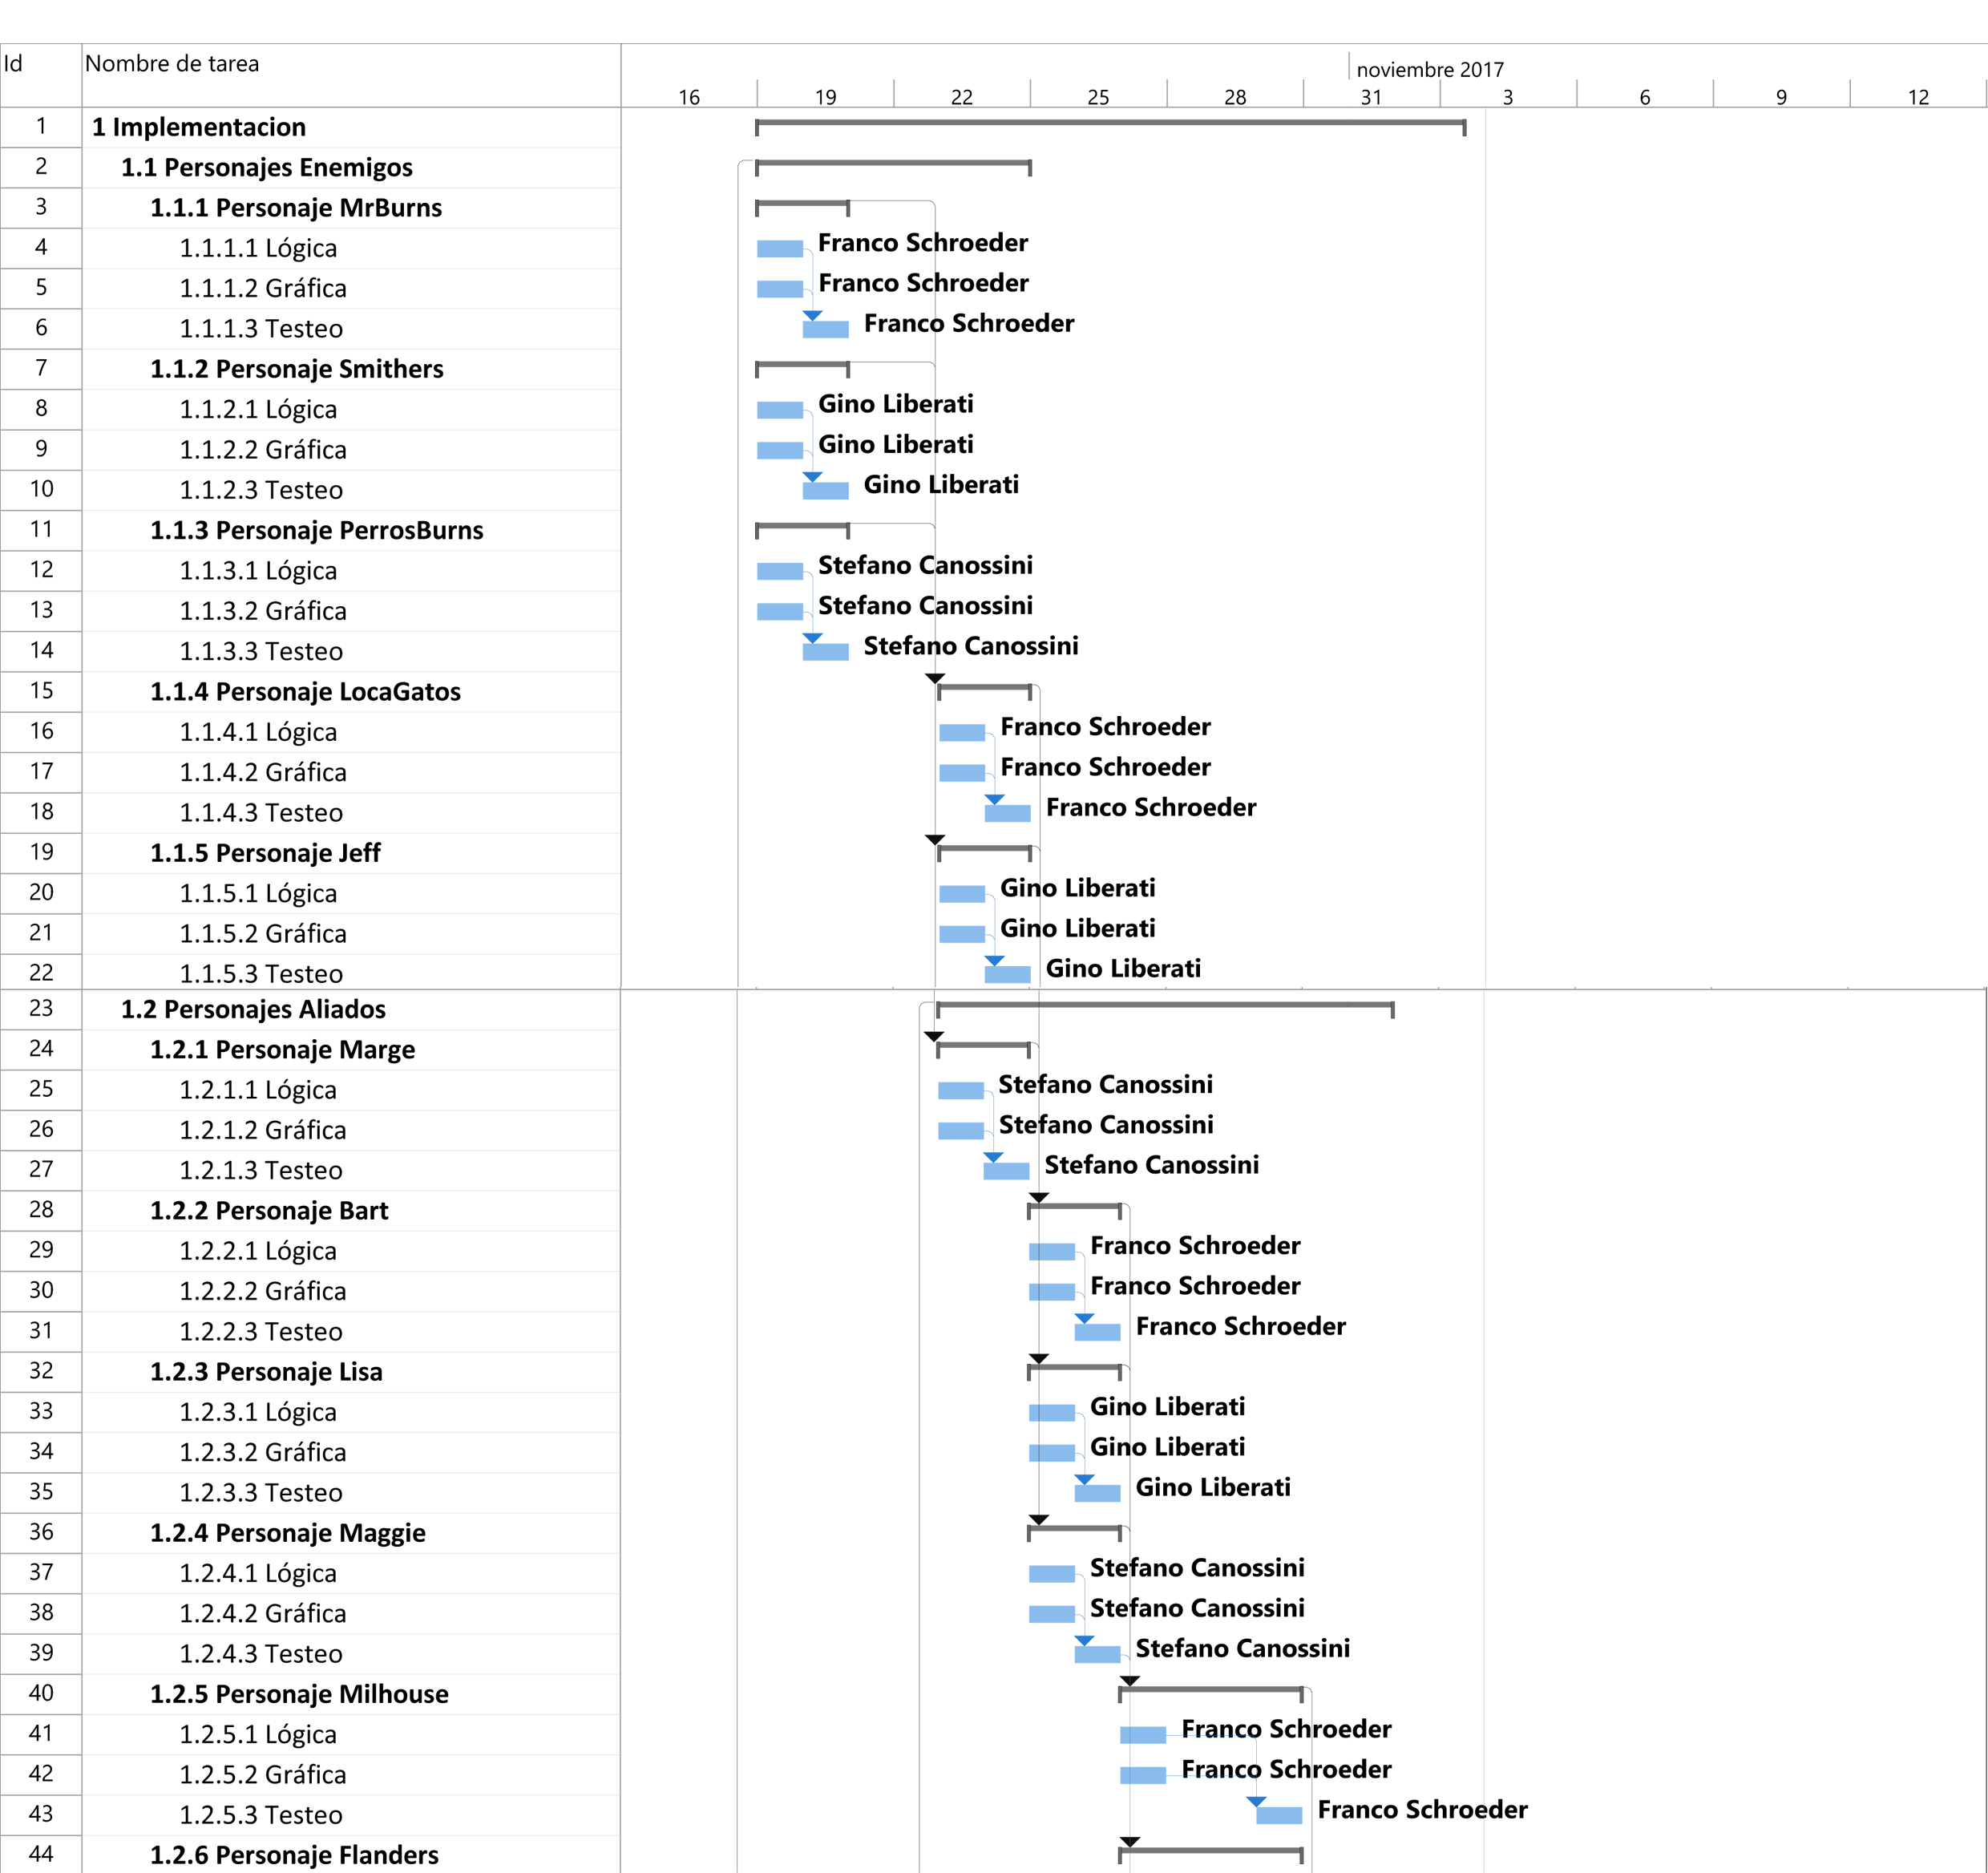 Id Nombre de tarea
noviembre 2017
16 19 22 25 28 31 3 6 9 12
1 1 Implementacion
2 1.1 Personajes Enemigos
3 1.1.1 Personaje MrBurns
4 1.1.1.1 Lógica Franco Schroeder
5 1.1.1.2 Gráfica Franco Schroeder
6 1.1.1.3 Testeo Franco Schroeder
7 1.1.2 Personaje Smithers
8 1.1.2.1 Lógica Gino Liberati
9 1.1.2.2 Gráfica Gino Liberati
10 1.1.2.3 Testeo Gino Liberati
11 1.1.3 Personaje PerrosBurns
12 1.1.3.1 Lógica Stefano Canossini
13 1.1.3.2 Gráfica Stefano Canossini
14 1.1.3.3 Testeo Stefano Canossini
15 1.1.4 Personaje LocaGatos
16 1.1.4.1 Lógica Franco Schroeder
17 1.1.4.2 Gráfica Franco Schroeder
18 1.1.4.3 Testeo Franco Schroeder
19 1.1.5 Personaje Jeff
20 1.1.5.1 Lógica Gino Liberati
21 1.1.5.2 Gráfica Gino Liberati
22 1.1.5.3 Testeo Gino Liberati
23 1.2 Personajes Aliados
24 1.2.1 Personaje Marge
25 1.2.1.1 Lógica Stefano Canossini
26 1.2.1.2 Gráfica Stefano Canossini
27 1.2.1.3 Testeo Stefano Canossini
28 1.2.2 Personaje Bart
29 1.2.2.1 Lógica Franco Schroeder
30 1.2.2.2 Gráfica Franco Schroeder
31 1.2.2.3 Testeo Franco Schroeder
32 1.2.3 Personaje Lisa
33 1.2.3.1 Lógica Gino Liberati
34 1.2.3.2 Gráfica Gino Liberati
35 1.2.3.3 Testeo Gino Liberati
36 1.2.4 Personaje Maggie
37 1.2.4.1 Lógica Stefano Canossini
38 1.2.4.2 Gráfica Stefano Canossini
39 1.2.4.3 Testeo Stefano Canossini
40 1.2.5 Personaje Milhouse
41 1.2.5.1 Lógica Franco Schroeder
42 1.2.5.2 Gráfica Franco Schroeder
43 1.2.5.3 Testeo Franco Schroeder
44 1.2.6 Personaje Flanders